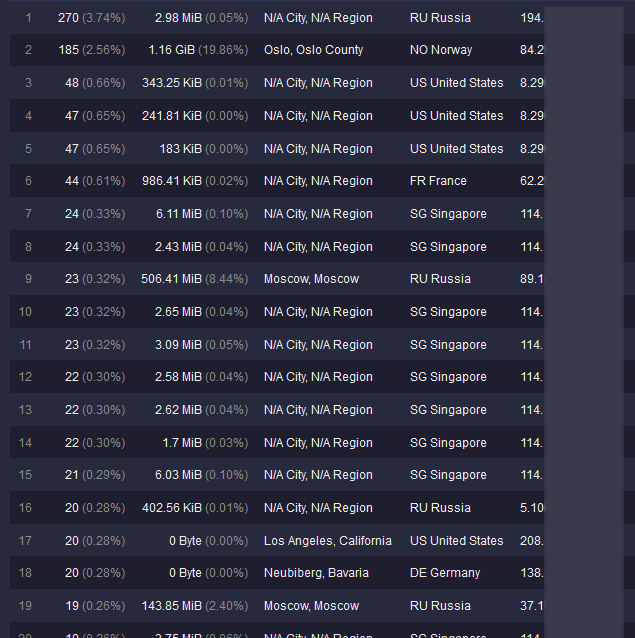 1 270 (3.74%) 2.98 MiB (0.05%) N/A City, N/A Region RU Russia 194.
2 185 (2.56%) 1.16 GiB (19.86%) Oslo, Oslo County NO Norway 84.2
3 48 (0.66%) 343.25 KiB (0.01%) N/A City, N/A Region US United States 8.29
4 47 (0.65%) 241.81 KiB (0.00%) N/A City, N/A Region US United States 8.29
5 47 (0.65%) 183 KiB (0.00%) N/A City, N/A Region US United States 8.29
6 44 (0.61%) 986.41 KiB (0.02%) N/A City, N/A Region FR France 62.2
7 24 (0.33%) 6.11 MiB (0.10%) N/A City, N/A Region SG Singapore 114.
8 24 (0.33%) 2.43 MiB (0.04%) N/A City, N/A Region SG Singapore 114.
9 23 (0.32%) 506.41 MiB (8.44%) Moscow, Moscow RU Russia 89.1
10 23 (0.32%) 2.65 MiB (0.04%) N/A City, N/A Region SG Singapore 114.
11 23 (0.32%) 3.09 MiB (0.05%) N/A City, N/A Region SG Singapore 114.
12 22 (0.30%) 2.58 MiB (0.04%) N/A City, N/A Region SG Singapore 114.
13 22 (0.30%) 2.62 MiB (0.04%) N/A City, N/A Region SG Singapore 114.
14 22 (0.30%) 1.7 MiB (0.03%) N/A City, N/A Region SG Singapore 114.
15 21 (0.29%) 6.03 MiB (0.10%) N/A City, N/A Region SG Singapore 114.
16 20 (0.28%) 402.56 KiB (0.01%) N/A City, N/A Region RU Russia 5.10
17 20 (0.28%) 0 Byte (0.00%) Los Angeles, California US United States 208.
18 20 (0.28%) 0 Byte (0.00%) Neubiberg, Bavaria DE Germany 138.
19 19 (0.26%) 143.85 MiB (2.40%) Moscow, Moscow RU Russia 37.1
20 19 (0.26%) 3.75 MiB (0.06%) N/A City, N/A Region SG Singapore 114.